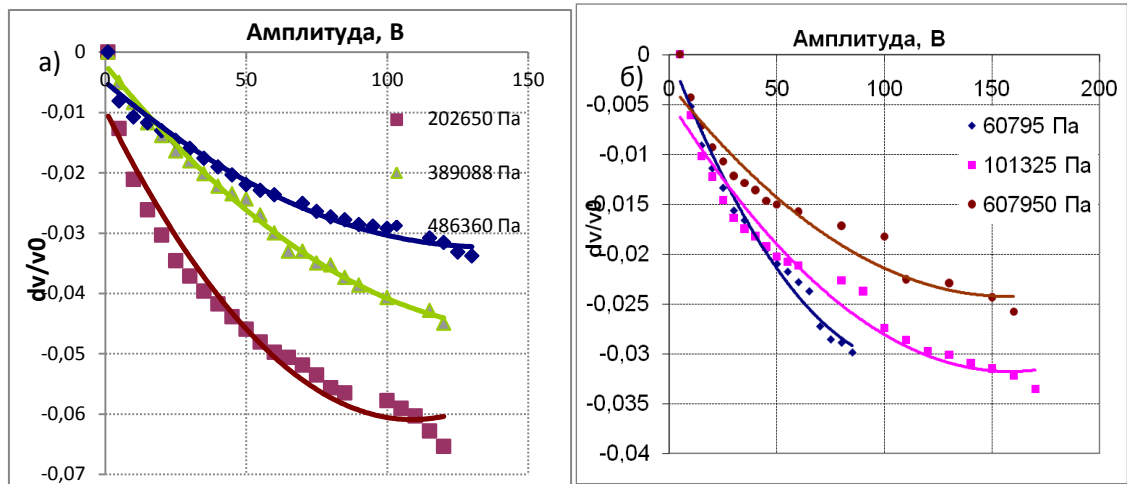 Амплитуда, В
а)
0
-0,01
-0,02
-0,03
-0,04
-0,05
-0,06
-0,07
0
50
100
150
dv/v0
202650 Па
389088 Па
486360 Па
Амплитуда, В
б)
0
-0,005
-0,01
-0,015
-0,02
-0,025
-0,03
-0,035
-0,04
0
50
100
150
200
dv/v0
60795 Па
101325 Па
607950 Па